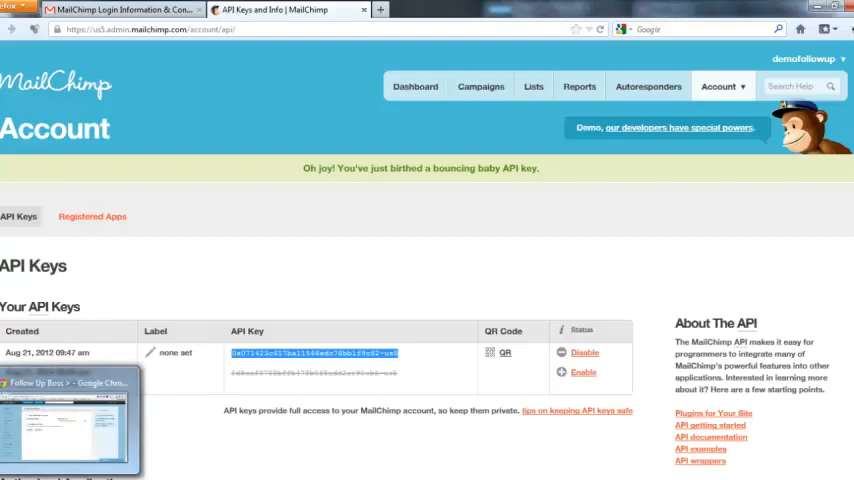 MailChimp Login Information & Con...
API Keys and Info | MailChimp
https://us5.admin.mailchimp.com/account/api/
Google
demofollowup
MailChimp
Dashboard
Campaigns
Lists
Reports
Autoresponders
Account
Search Help
Account
Demo, our developers have special powers.
Oh joy! You've just birthed a bouncing baby API key.
API Keys
Registered Apps
API Keys
Your API Keys
Created
Label
API Key
QR Code
Status
Aug 21, 2012 09:47 am
none set
QR
Disable
Enable
API keys provide full access to your MailChimp account, so keep them private. tips on keeping API keys safe
Follow Up Boss > - Google Chro...
About The API
The MailChimp API makes it easy for
programmers to integrate many of
MailChimp's powerful features into other
applications. Interested in learning more
about it? Here are a few starting points.
Plugins for Your Site
API getting started
API documentation
API examples
API wrappers